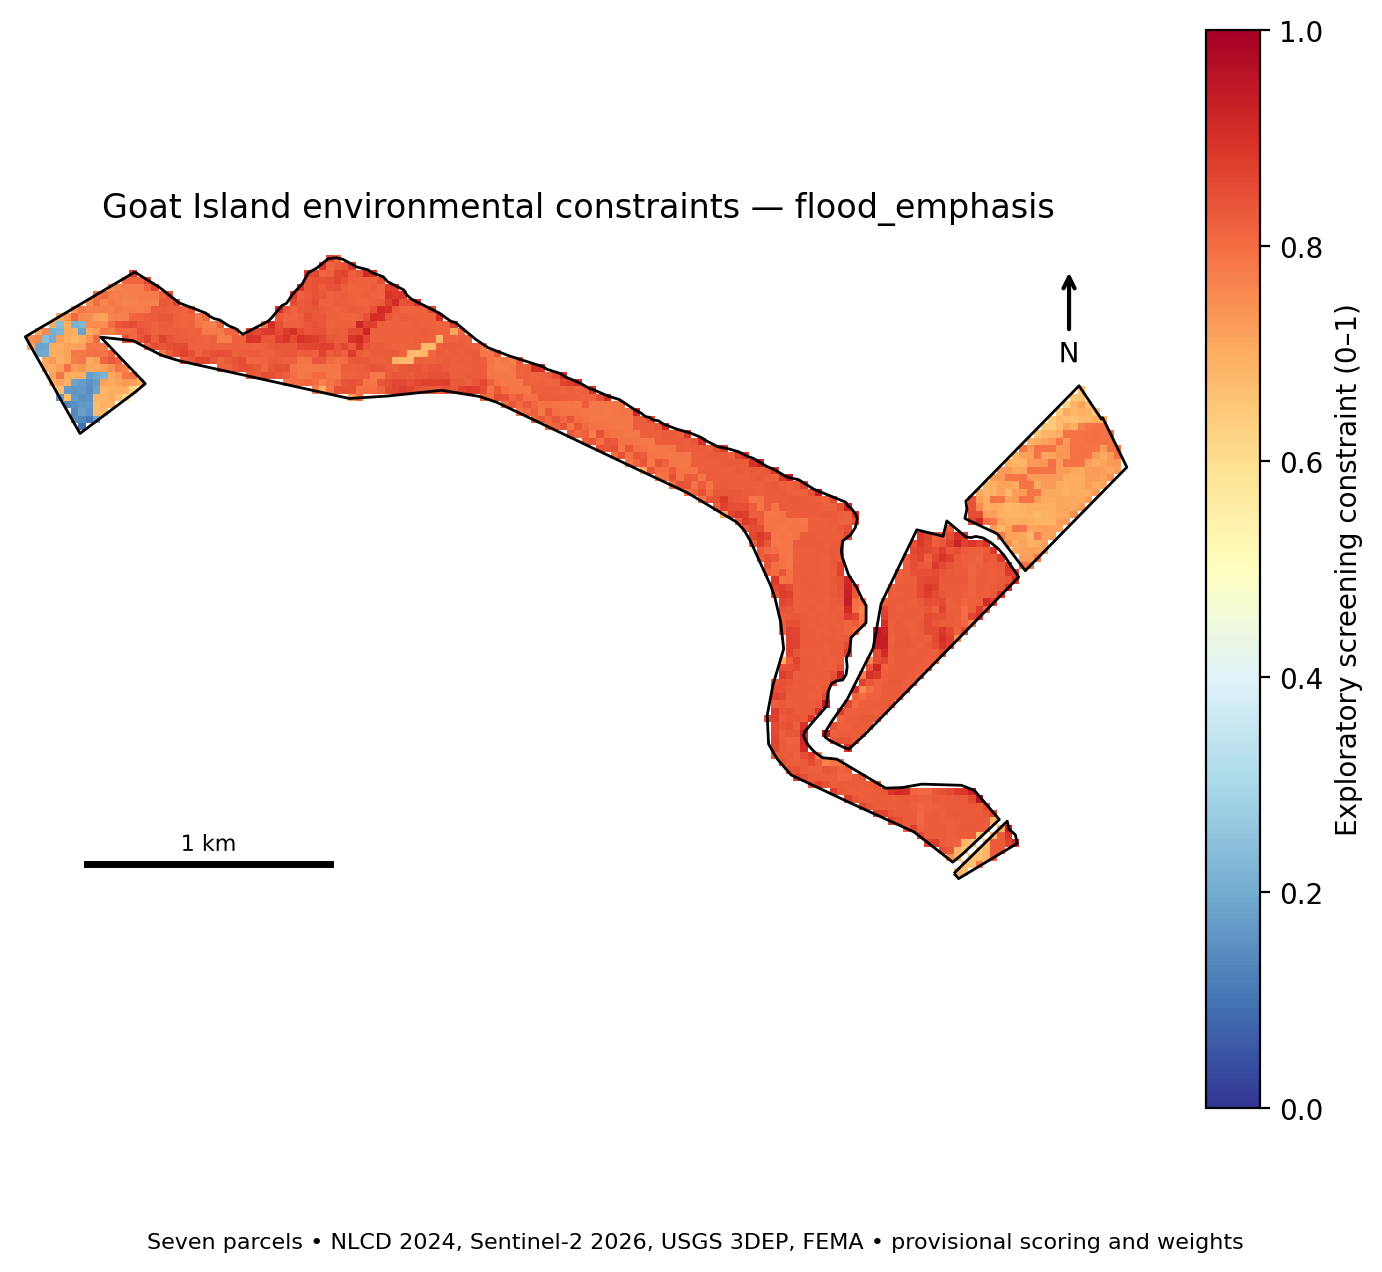 Goat Island environmental constraints — flood_emphasis
N
1 km
1.0
0.8
0.6
0.4
0.2
0.0
Exploratory screening constraint (0–1)
Seven parcels • NLCD 2024, Sentinel-2 2026, USGS 3DEP, FEMA • provisional scoring and weights